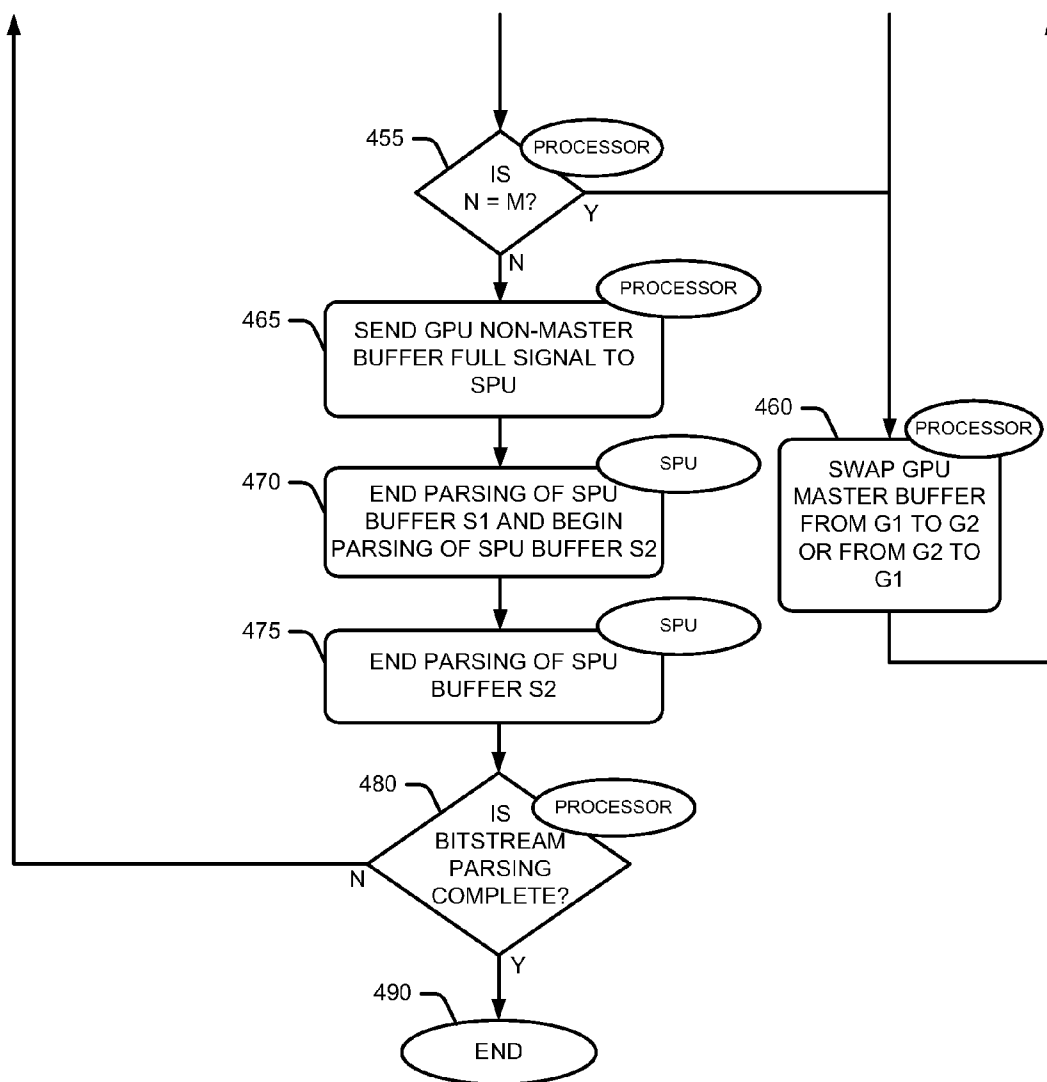 455
PROCESSOR
IS
N = M?
Y
N
PROCESSOR
465
SEND GPU NON-MASTER
BUFFER FULL SIGNAL TO
SPU
460
PROCESSOR
SWAP GPU
MASTER BUFFER
FROM G1 TO G2
OR FROM G2 TO
G1
SPU
470
END PARSING OF SPU
BUFFER S1 AND BEGIN
PARSING OF SPU BUFFER S2
SPU
475
END PARSING OF SPU
BUFFER S2
480
PROCESSOR
IS
BITSTREAM
PARSING
COMPLETE?
N
Y
490
END